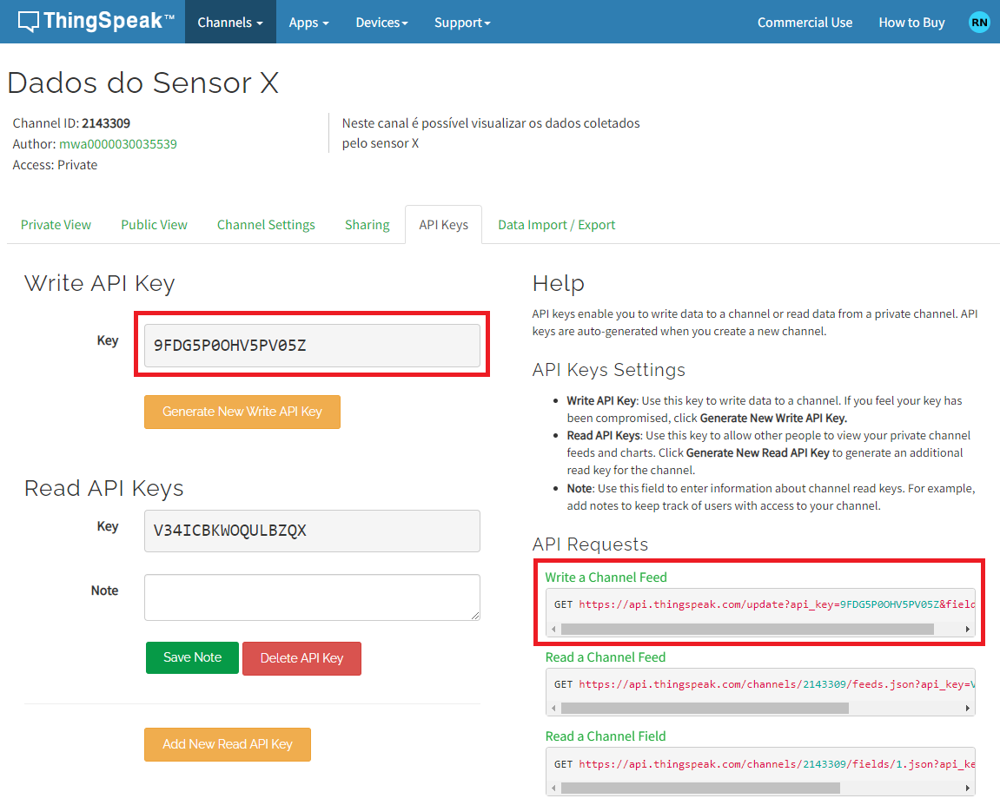 ThingSpeak™ Channels Apps Devices Support Commercial Use How to Buy RN
Dados do Sensor X
Channel ID: 2143309
Author: mwa0000030035539
Access: Private
Neste canal é possível visualizar os dados coletados
pelo sensor X
Private View Public View Channel Settings Sharing API Keys Data Import / Export
Write API Key
Key 9FDG5P0OHV5PV05Z
Generate New Write API Key
Read API Keys
Key V34ICBKWOQULBZQX
Note
Save Note Delete API Key
Add New Read API Key
Help
API keys enable you to write data to a channel or read data from a private channel. API
keys are auto-generated when you create a new channel.
API Keys Settings
• Write API Key: Use this key to write data to a channel. If you feel your key has
been compromised, click Generate New Write API Key.
• Read API Keys: Use this key to allow other people to view your private channel
feeds and charts. Click Generate New Read API Key to generate an additional
read key for the channel.
• Note: Use this field to enter information about channel read keys. For example,
add notes to keep track of users with access to your channel.
API Requests
Write a Channel Feed
GET https://api.thingspeak.com/update?api_key=9FDG5P0OHV5PV05Z&field
Read a Channel Feed
GET https://api.thingspeak.com/channels/2143309/feeds.json?api_key=V
Read a Channel Field
GET https://api.thingspeak.com/channels/2143309/fields/1.json?api_ke